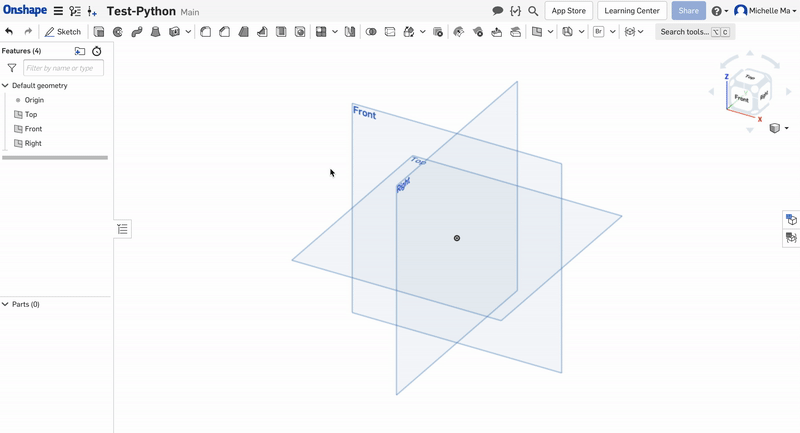 Onshape Test-Python Main App Store Learning Center Share Michelle Ma
Sketch Br Search tools... ⌥ C
Features (4)
Filter by name or type
Default geometry
Origin
Top
Front
Right
Parts (0)
Front
Top
Right
Z
Front
Right
X